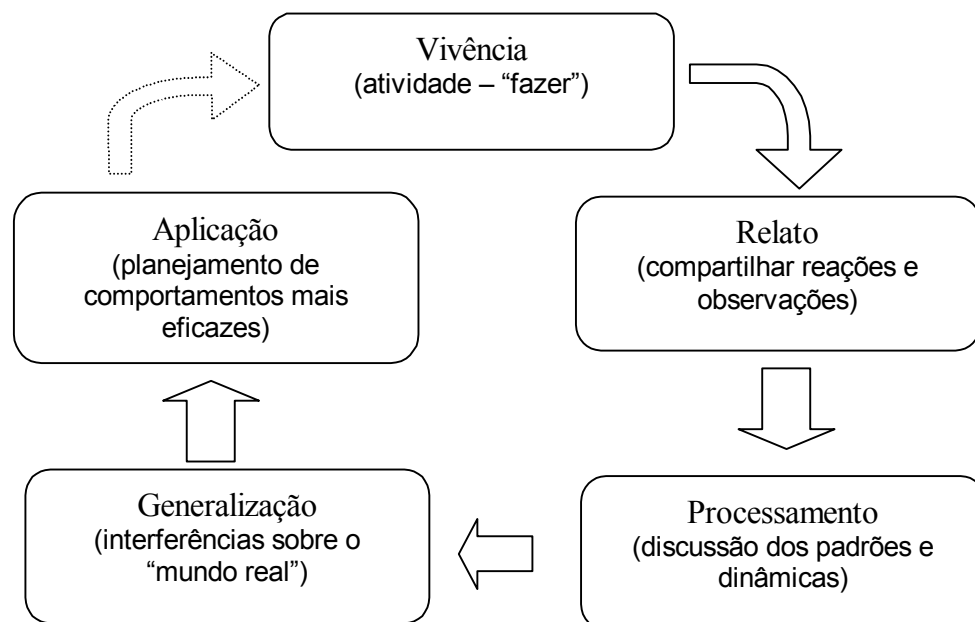 Vivência
(atividade – “fazer”)
Relato
(compartilhar reações e
observações)
Processamento
(discussão dos padrões e
dinâmicas)
Generalização
(interferências sobre o
“mundo real”)
Aplicação
(planejamento de
comportamentos mais
eficazes)